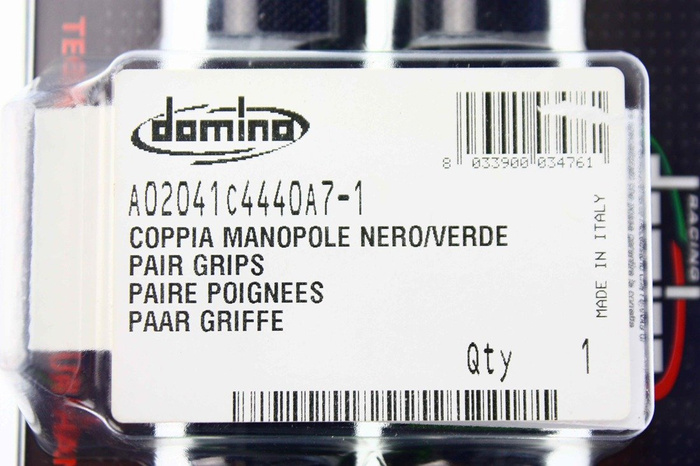 domino
8 033900 034761
A02041C4440A7-1
COPPIA MANOPOLE NERO/VERDE
PAIR GRIPS
PAIRE POIGNEES
PAAR GRIFFE
Qty 1
MADE IN ITALY
RACING